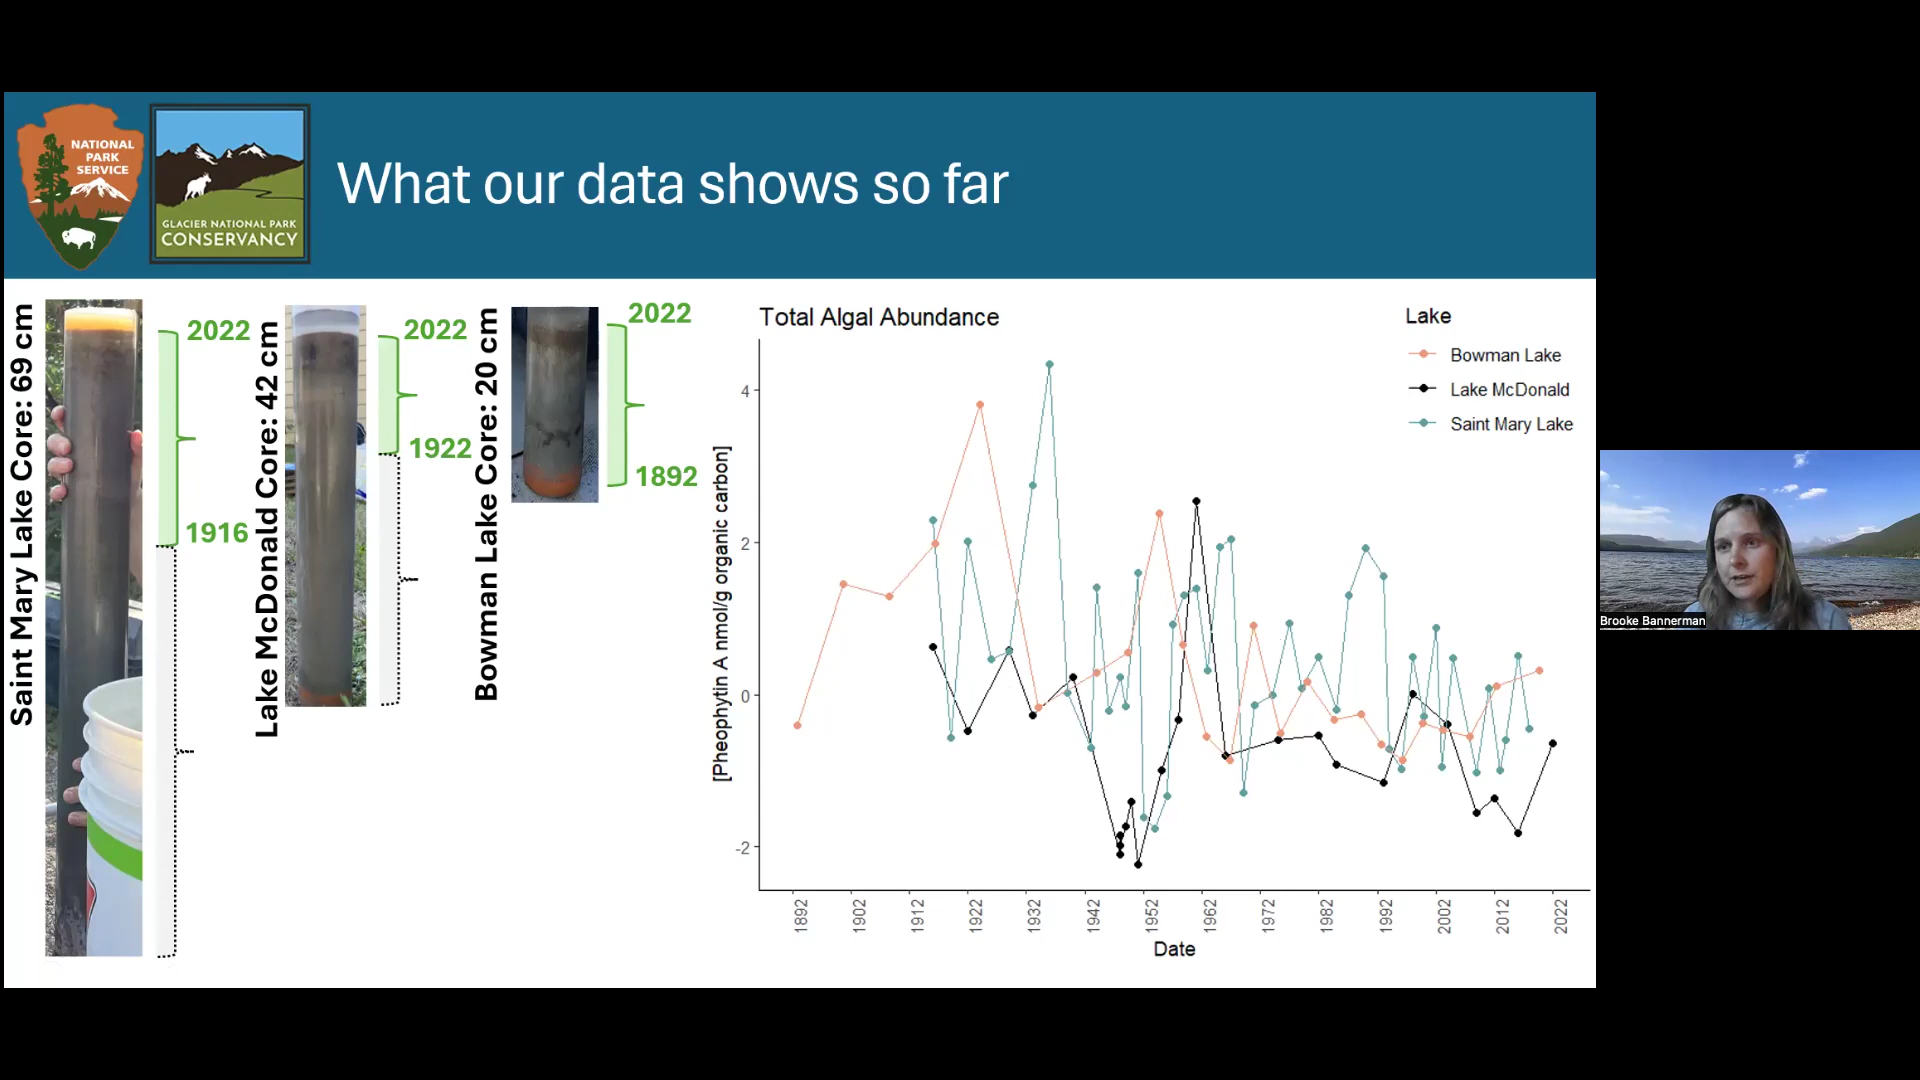 NATIONAL
PARK
SERVICE
GLACIER NATIONAL PARK
CONSERVANCY
What our data shows so far
Saint Mary Lake Core: 69 cm
2022
1916
Lake McDonald Core: 42 cm
2022
1922
Bowman Lake Core: 20 cm
2022
1892
Total Algal Abundance
[Pheophytin A nmol/g organic carbon]
4
2
0
-2
1892
1902
1912
1922
1932
1942
1952
1962
1972
1982
1992
2002
2012
2022
Date
Lake
Bowman Lake
Lake McDonald
Saint Mary Lake
Brooke Bannerman